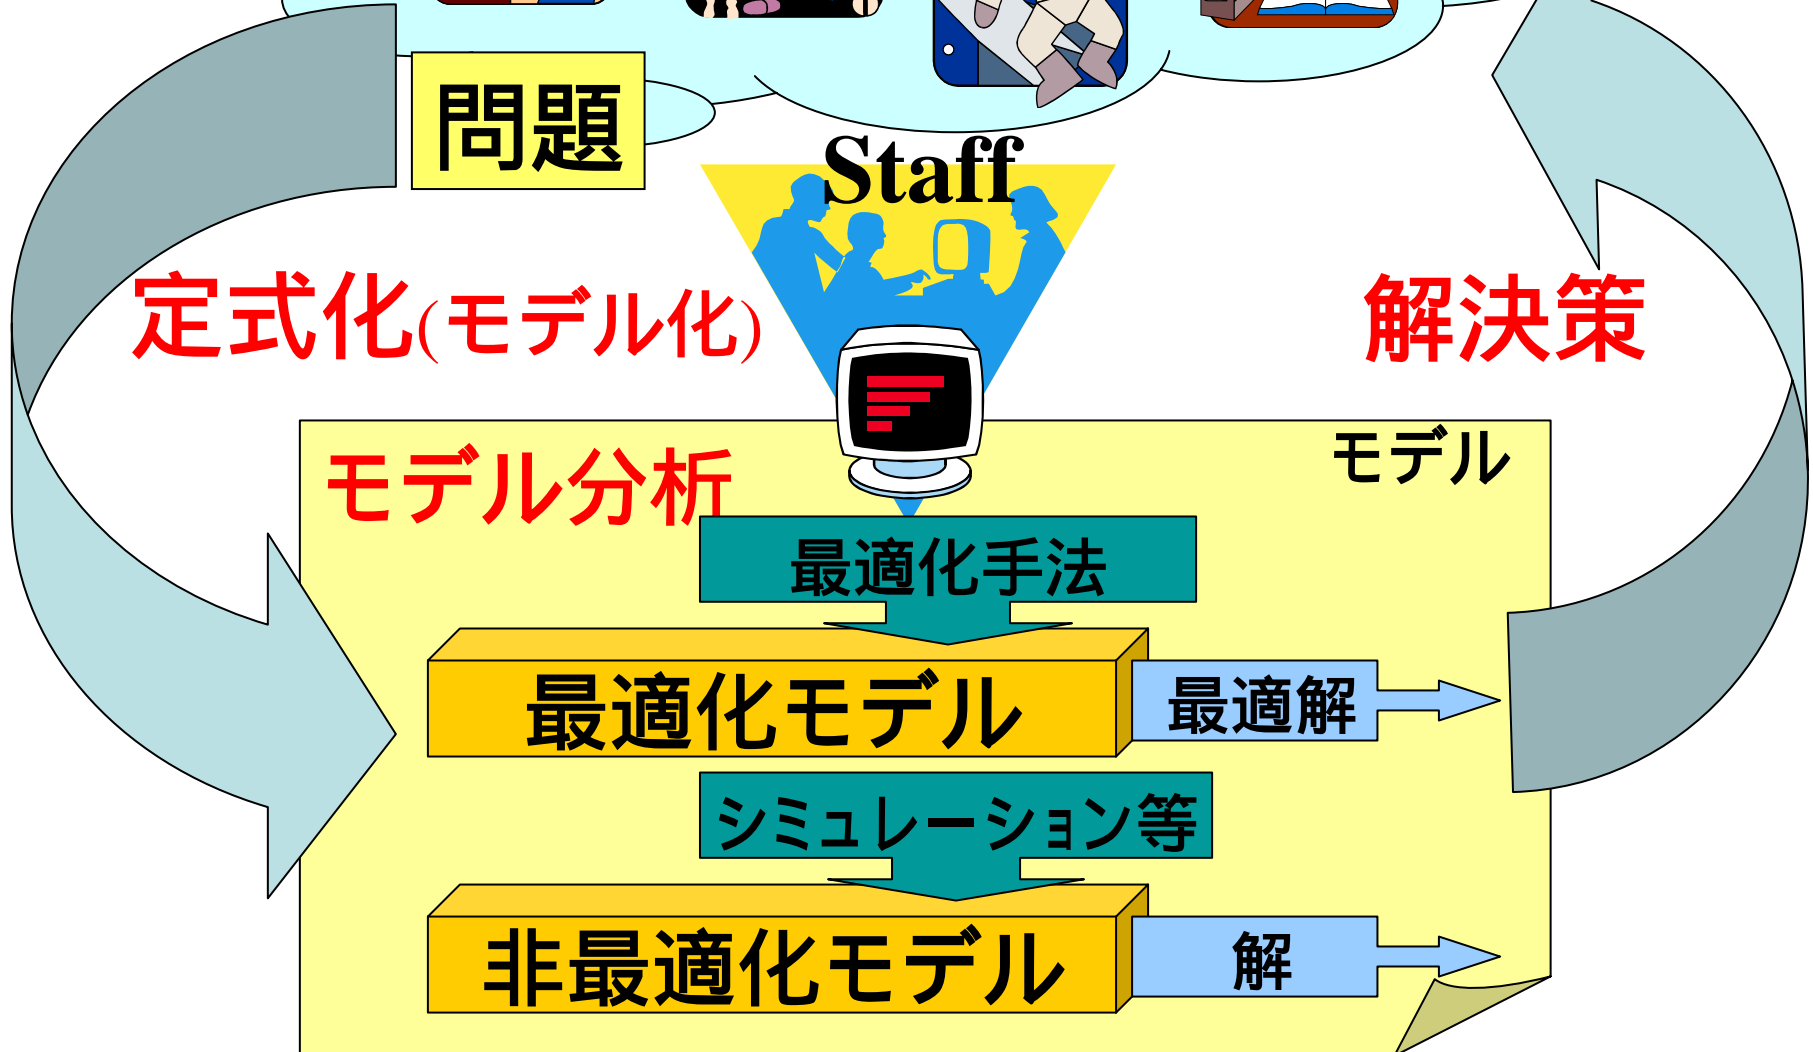 問題
Staff
定式化(モデル化)
解決策
モデル分析
モデル
最適化手法
最適化モデル
最適解
シミュレーション等
非最適化モデル
解